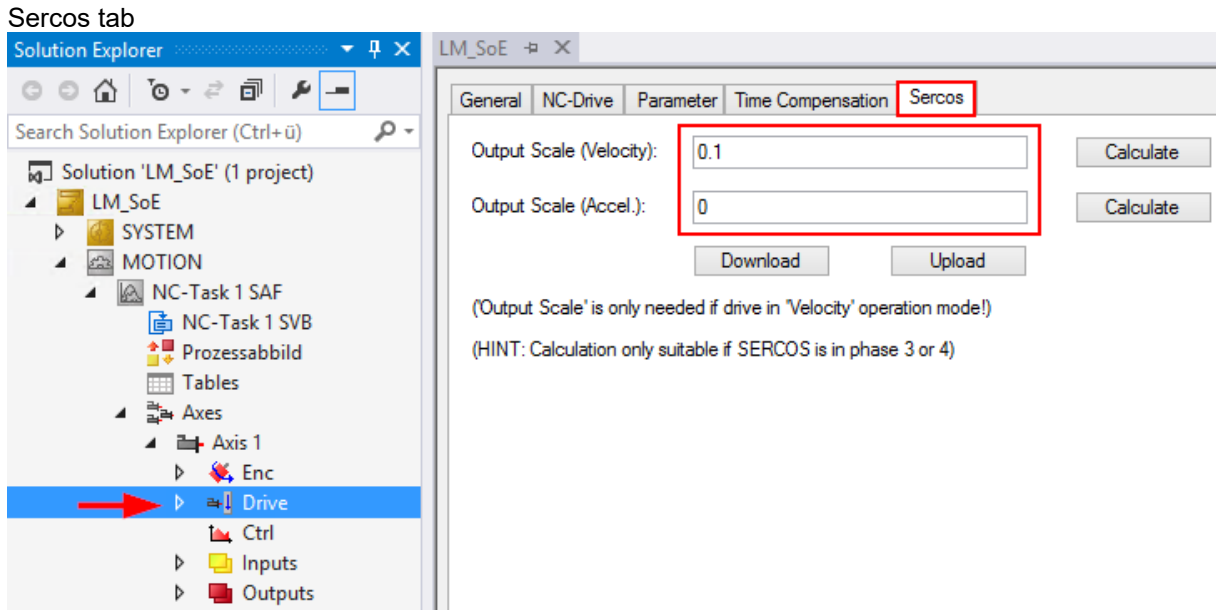 Sercos tab
Solution Explorer
LM_SoE
Search Solution Explorer (Ctrl+ü)
Solution 'LM_SoE' (1 project)
LM_SoE
SYSTEM
MOTION
NC-Task 1 SAF
NC-Task 1 SVB
Prozessabbild
Tables
Axes
Axis 1
Enc
Drive
Ctrl
Inputs
Outputs
General NC-Drive Parameter Time Compensation Sercos
Output Scale (Velocity): 0.1 Calculate
Output Scale (Accel.): 0 Calculate
Download Upload
('Output Scale' is only needed if drive in 'Velocity' operation mode!)
(HINT: Calculation only suitable if SERCOS is in phase 3 or 4)